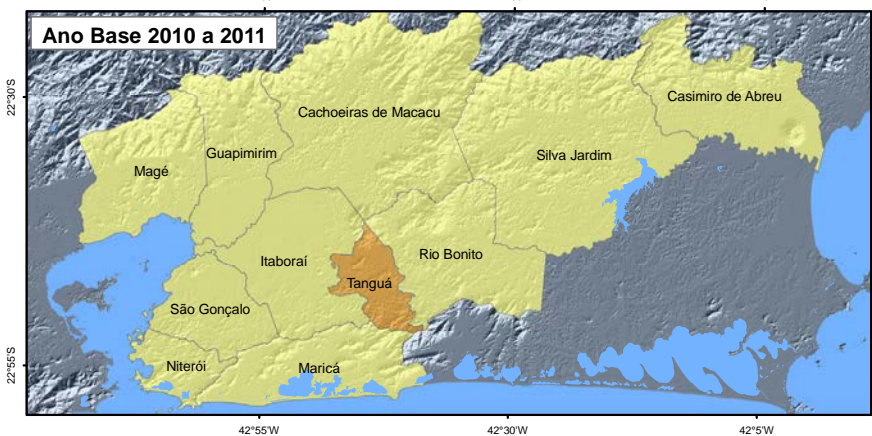 Ano Base 2010 a 2011
22°30'S
Casimiro de Abreu
Cachoeiras de Macacu
Guapimirim
Silva Jardim
Magé
Rio Bonito
Itaboraí
Tanguá
São Gonçalo
22°55'S
Niterói
Maricá
42°55'W
42°30'W
42°5'W